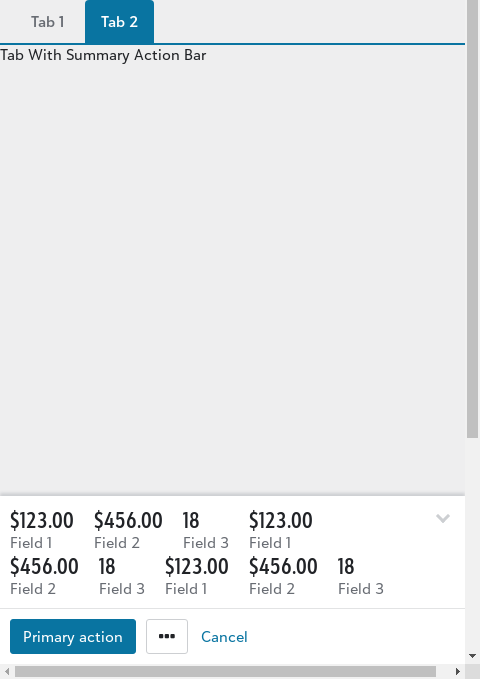 Tab 1 Tab 2
Tab With Summary Action Bar
$123.00 $456.00 18 $123.00
Field 1 Field 2 Field 3 Field 1
$456.00 18 $123.00 $456.00 18
Field 2 Field 3 Field 1 Field 2 Field 3
Primary action ••• Cancel